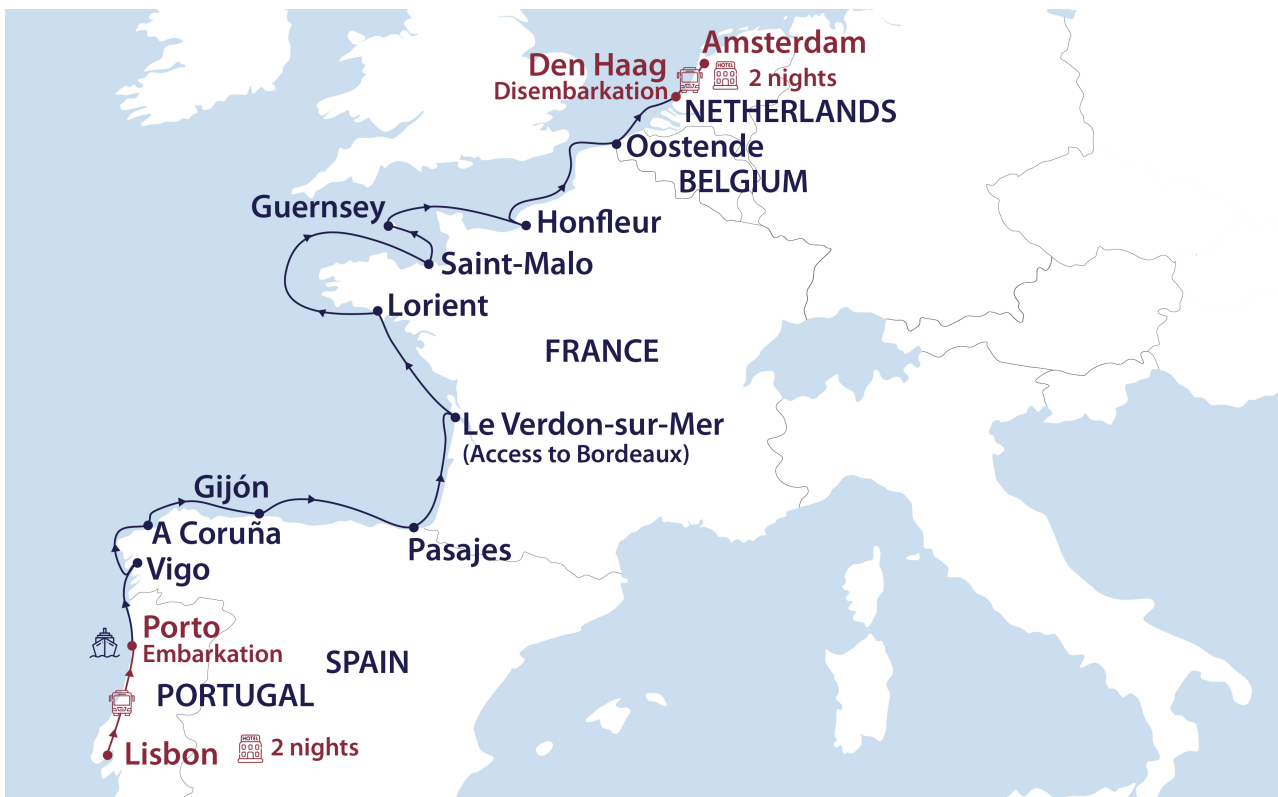 Amsterdam
HOTEL
2 nights
Den Haag
Disembarkation
NETHERLANDS
Oostende
BELGIUM
Guernsey
Honfleur
Saint-Malo
Lorient
FRANCE
Le Verdon-sur-Mer
(Access to Bordeaux)
Gijón
A Coruña
Pasajes
Vigo
Porto
Embarkation
SPAIN
PORTUGAL
Lisbon
HOTEL
2 nights